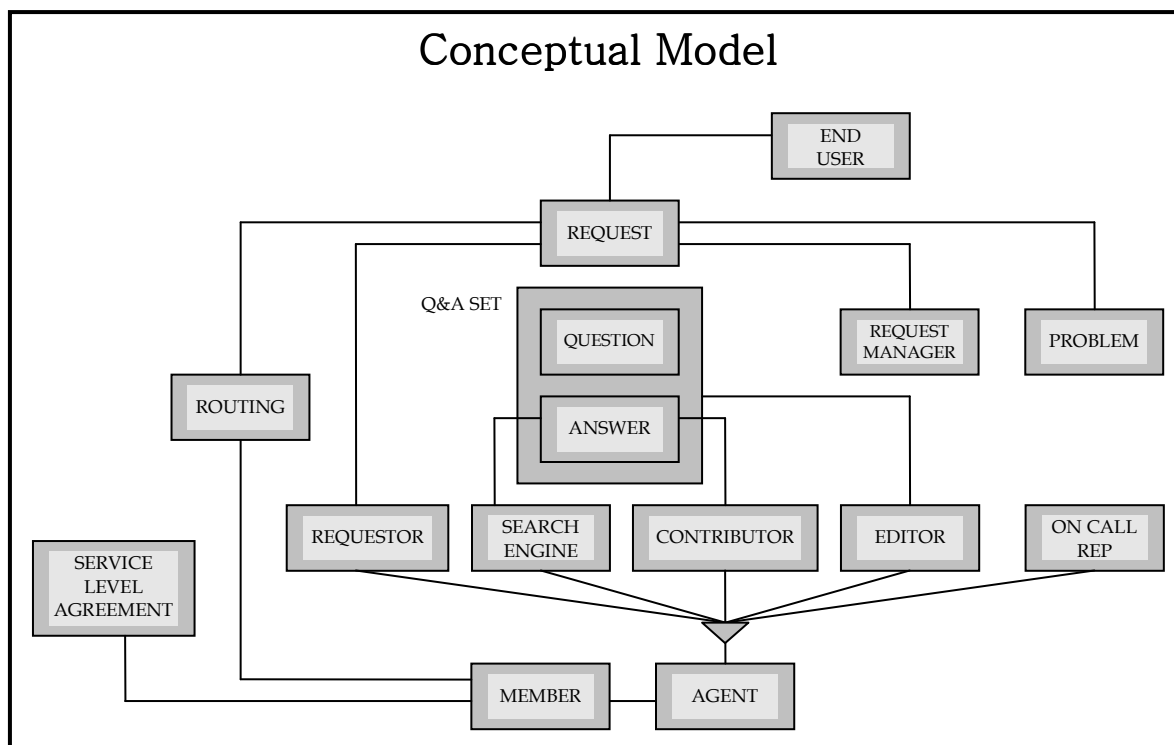 Conceptual Model
END
USER
REQUEST
Q&A SET
QUESTION
REQUEST
MANAGER
PROBLEM
ROUTING
ANSWER
REQUESTOR
SEARCH
ENGINE
CONTRIBUTOR
EDITOR
ON CALL
REP
SERVICE
LEVEL
AGREEMENT
MEMBER
AGENT